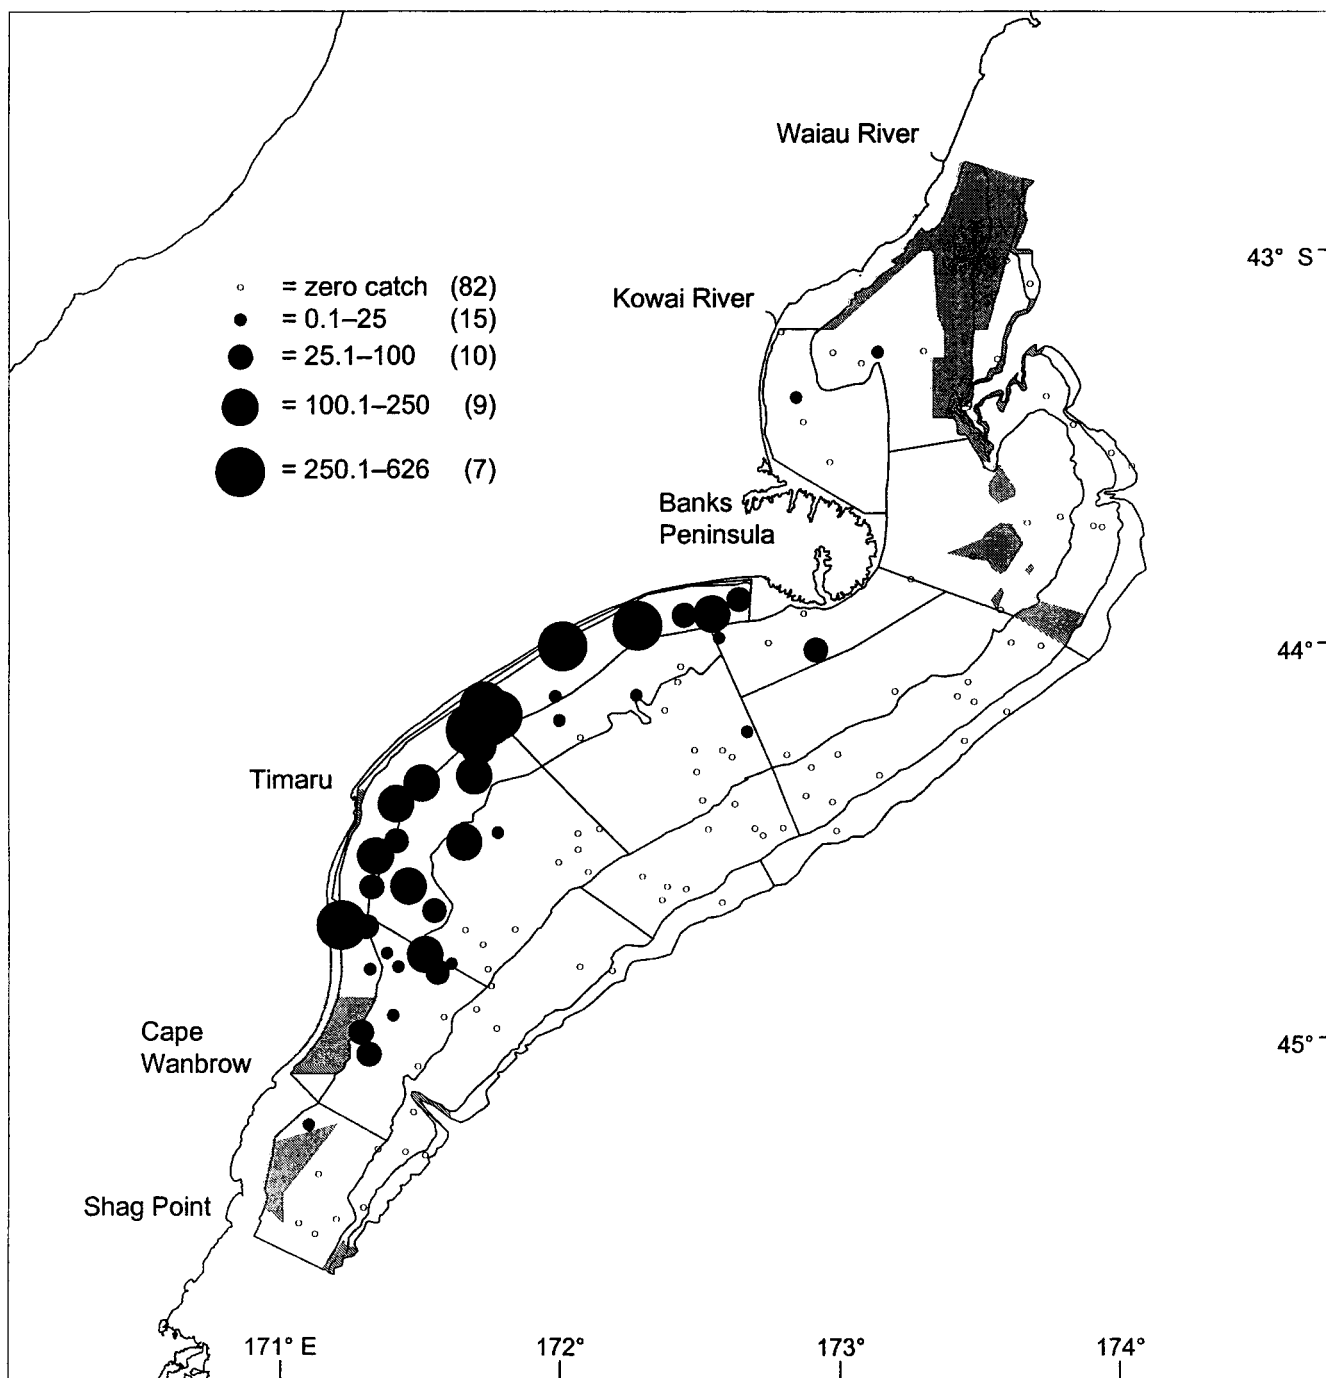 Waiau River
43° S
Kowai River
= zero catch (82)
= 0.1–25 (15)
= 25.1–100 (10)
= 100.1–250 (9)
= 250.1–626 (7)
Banks
Peninsula
44°
Timaru
Cape
Wanbrow
45°
Shag Point
171° E 172° 173° 174°